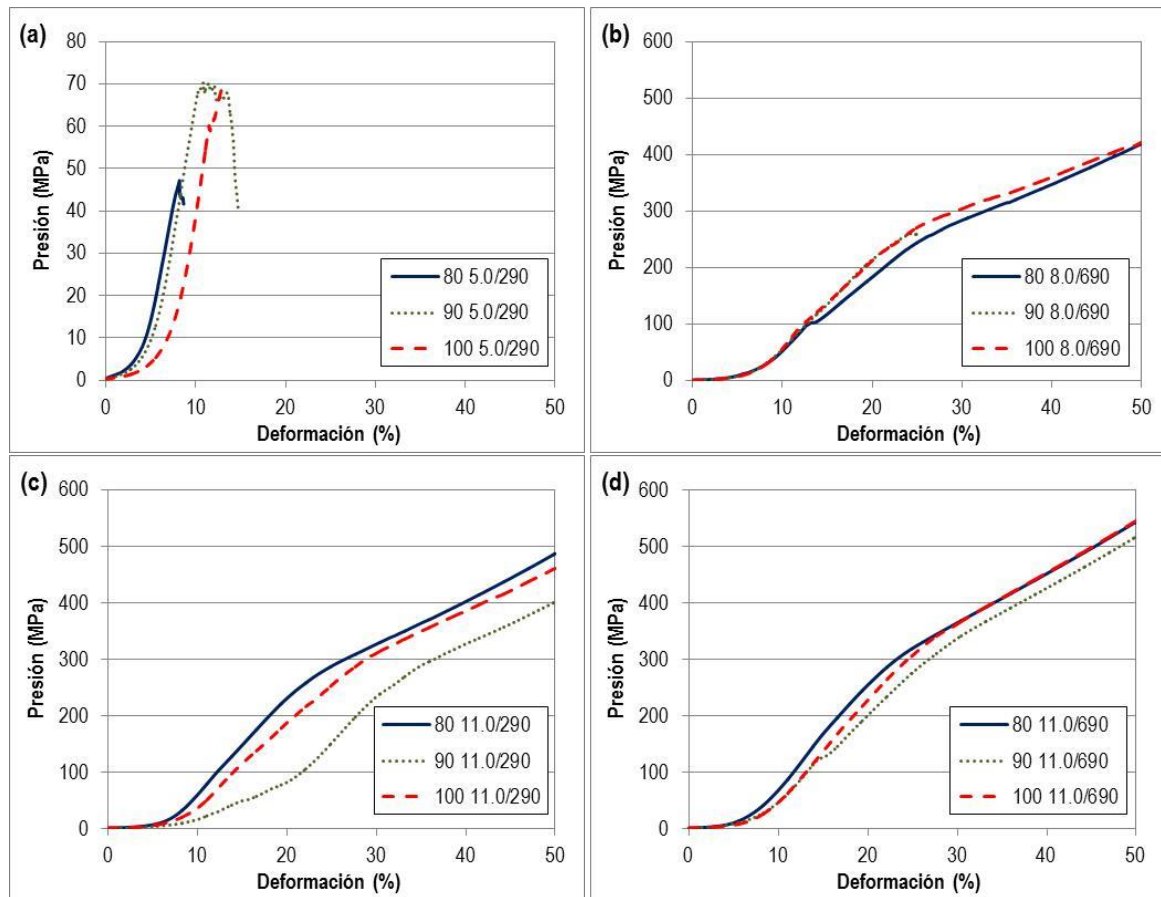 (a)
Presión (MPa)
80
70
60
50
40
30
20
10
0
0 10 20 30 40 50
Deformación (%)
80 5.0/290
90 5.0/290
100 5.0/290
(b)
Presión (MPa)
600
500
400
300
200
100
0
0 10 20 30 40 50
Deformación (%)
80 8.0/690
90 8.0/690
100 8.0/690
(c)
Presión (MPa)
600
500
400
300
200
100
0
0 10 20 30 40 50
Deformación (%)
80 11.0/290
90 11.0/290
100 11.0/290
(d)
Presión (MPa)
600
500
400
300
200
100
0
0 10 20 30 40 50
Deformación (%)
80 11.0/690
90 11.0/690
100 11.0/690